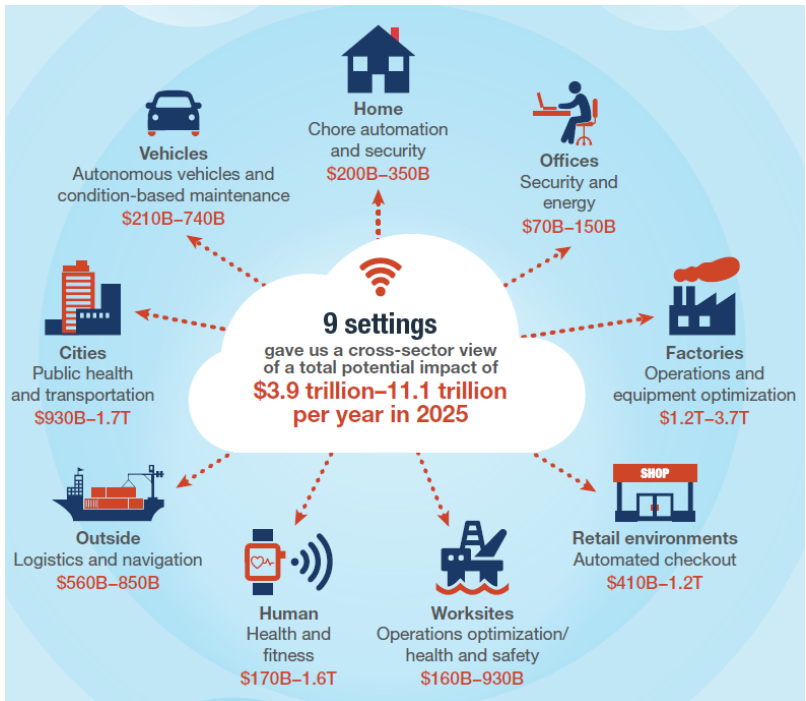 Home
Chore automation
and security
$200B–350B
Vehicles
Autonomous vehicles and
condition-based maintenance
$210B–740B
Offices
Security and
energy
$70B–150B
9 settings
gave us a cross-sector view
of a total potential impact of
$3.9 trillion–11.1 trillion
per year in 2025
Cities
Public health
and transportation
$930B–1.7T
Factories
Operations and
equipment optimization
$1.2T–3.7T
Outside
Logistics and navigation
$560B–850B
SHOP
Retail environments
Automated checkout
$410B–1.2T
Human
Health and
fitness
$170B–1.6T
Worksites
Operations optimization/
health and safety
$160B–930B